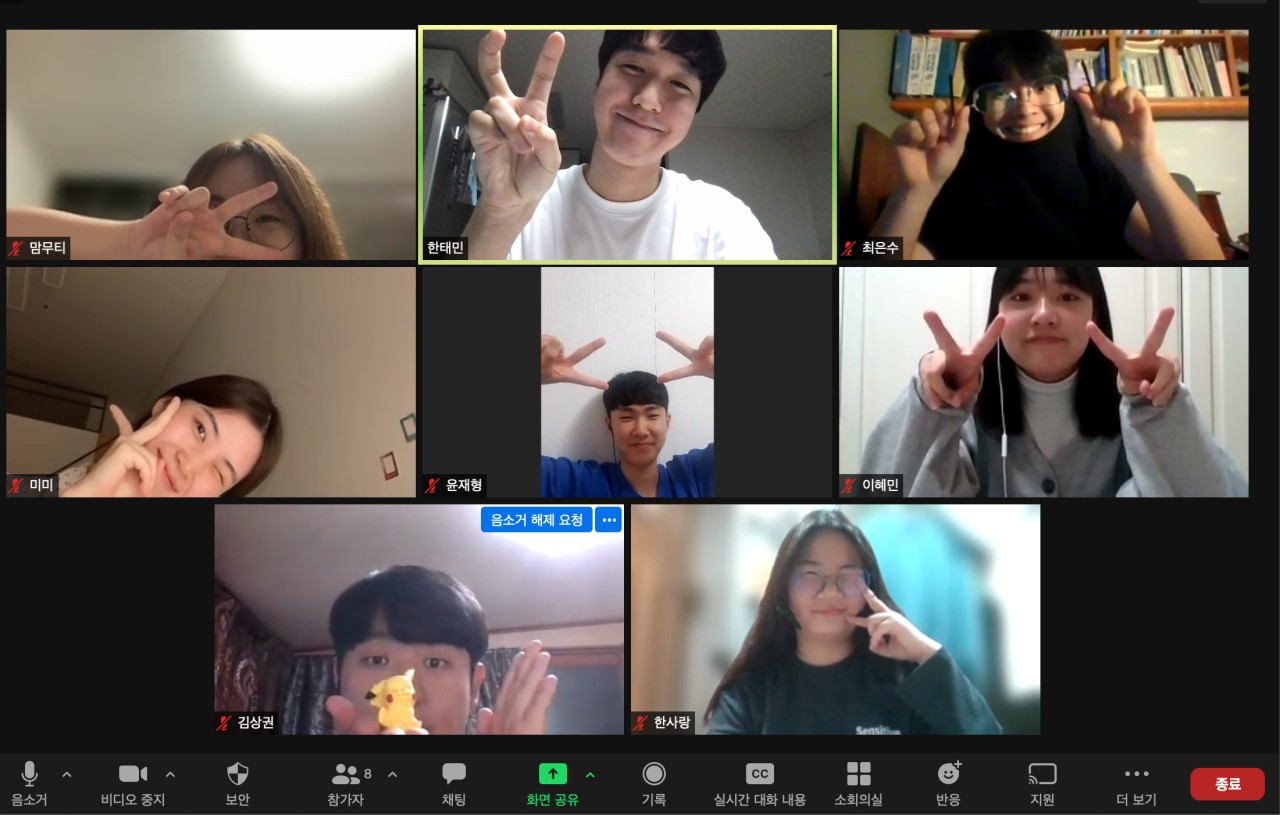 맘무티
한태민
최은수
미미
윤재형
이혜민
음소거 해제 요청
김상권
한사랑
Sensitive
8
CC
음소거
비디오 중지
보안
참가자
채팅
화면 공유
기록
실시간 대화 내용
소회의실
반응
지원
더 보기
종료